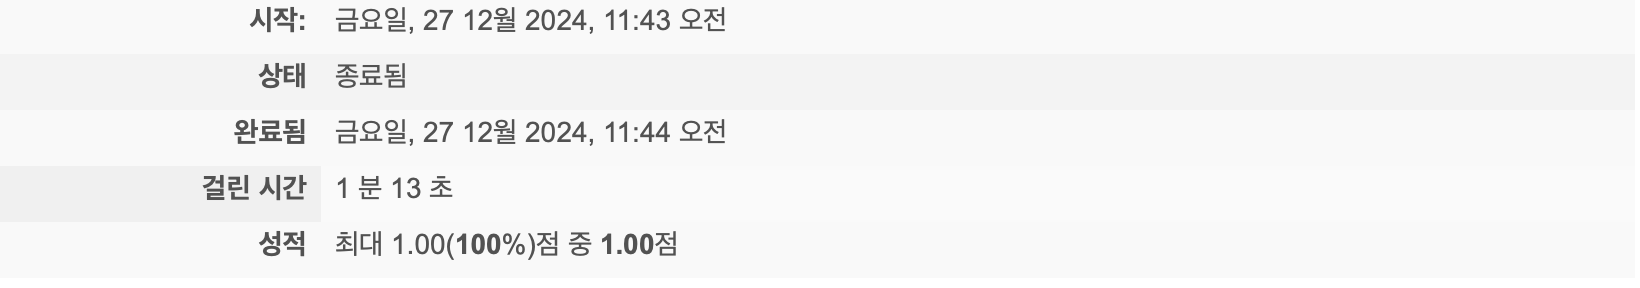 시작: 금요일, 27 12월 2024, 11:43 오전
상태 종료됨
완료됨 금요일, 27 12월 2024, 11:44 오전
걸린 시간 1 분 13 초
성적 최대 1.00(100%)점 중 1.00점